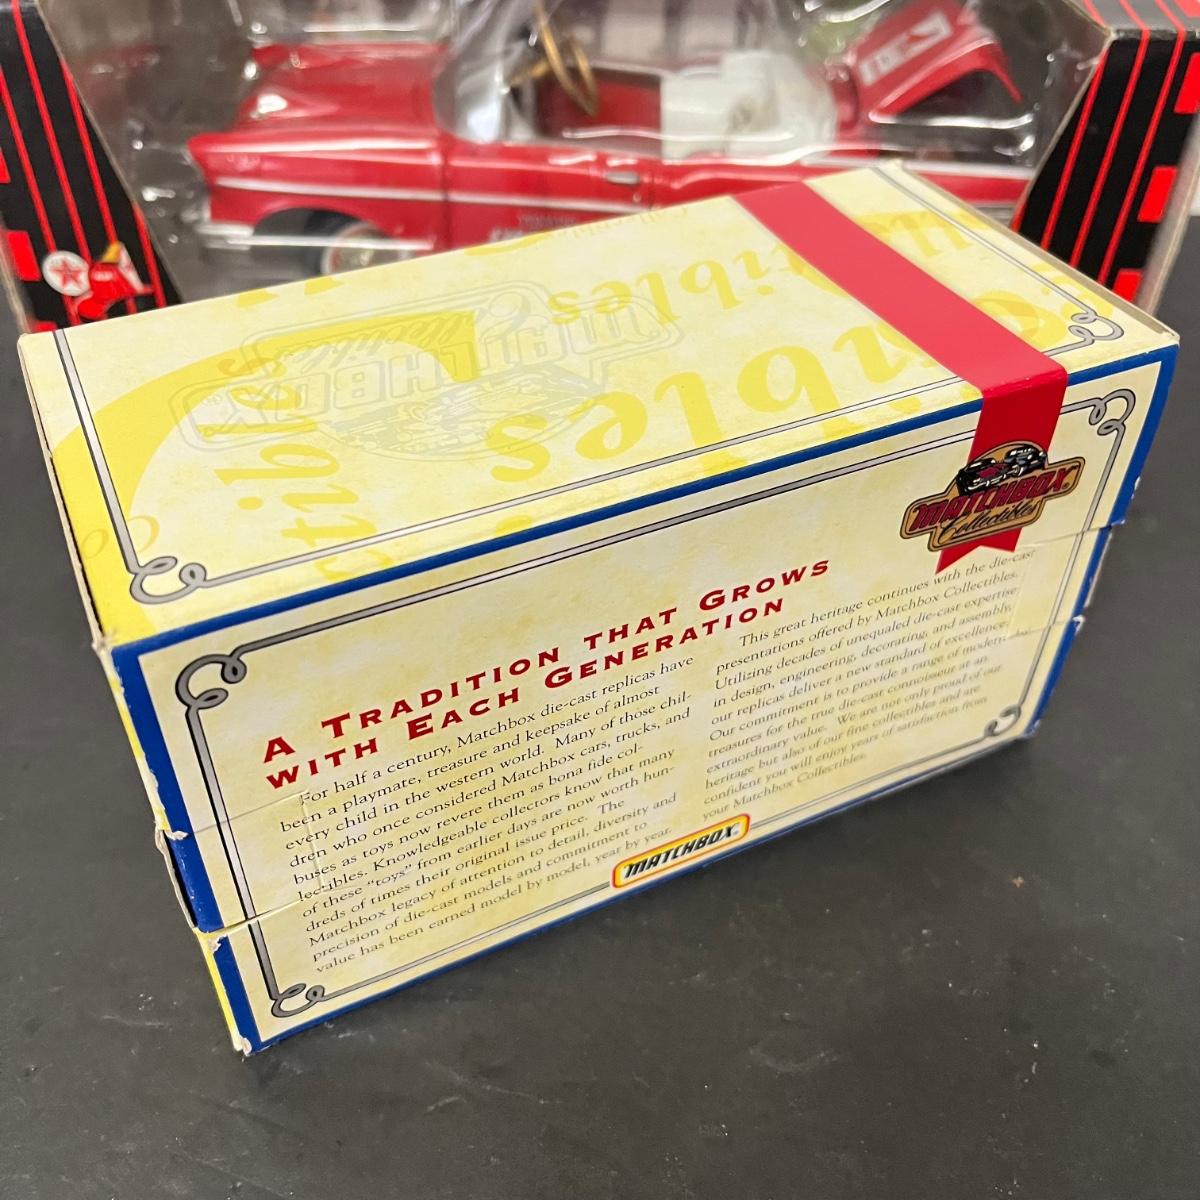 MATCHBOX
Collectibles
ctibles
bles
ibles
tibles
MATCHBOX
Collectibles
A TRADITION THAT GROWS
WITH EACH GENERATION
For half a century, Matchbox die-cast replicas have
been a playmate, treasure and keepsake of almost
every child in the western world. Many of those chil-
dren who once considered Matchbox cars, trucks, and
buses as toys now revere them as bona fide col-
lectibles. Knowledgeable collectors know that many
of these "toys" from earlier days are now worth hun-
dreds of times their original issue price. The
Matchbox legacy of attention to detail, diversity and
precision of die-cast models and commitment to
value has been earned model by model, year by year.
This great heritage continues with the die-cast
presentations offered by Matchbox Collectibles.
Utilizing decades of unequaled die-cast expertise
in design, engineering, decorating, and assembly,
our replicas deliver a new standard of excellence.
Our commitment is to provide a range of modern
treasures for the true die-cast connoisseur at an
extraordinary value. We are not only proud of our
heritage but also of our fine collectibles and are
confident you will enjoy years of satisfaction from
your Matchbox Collectibles.
MATCHBOX